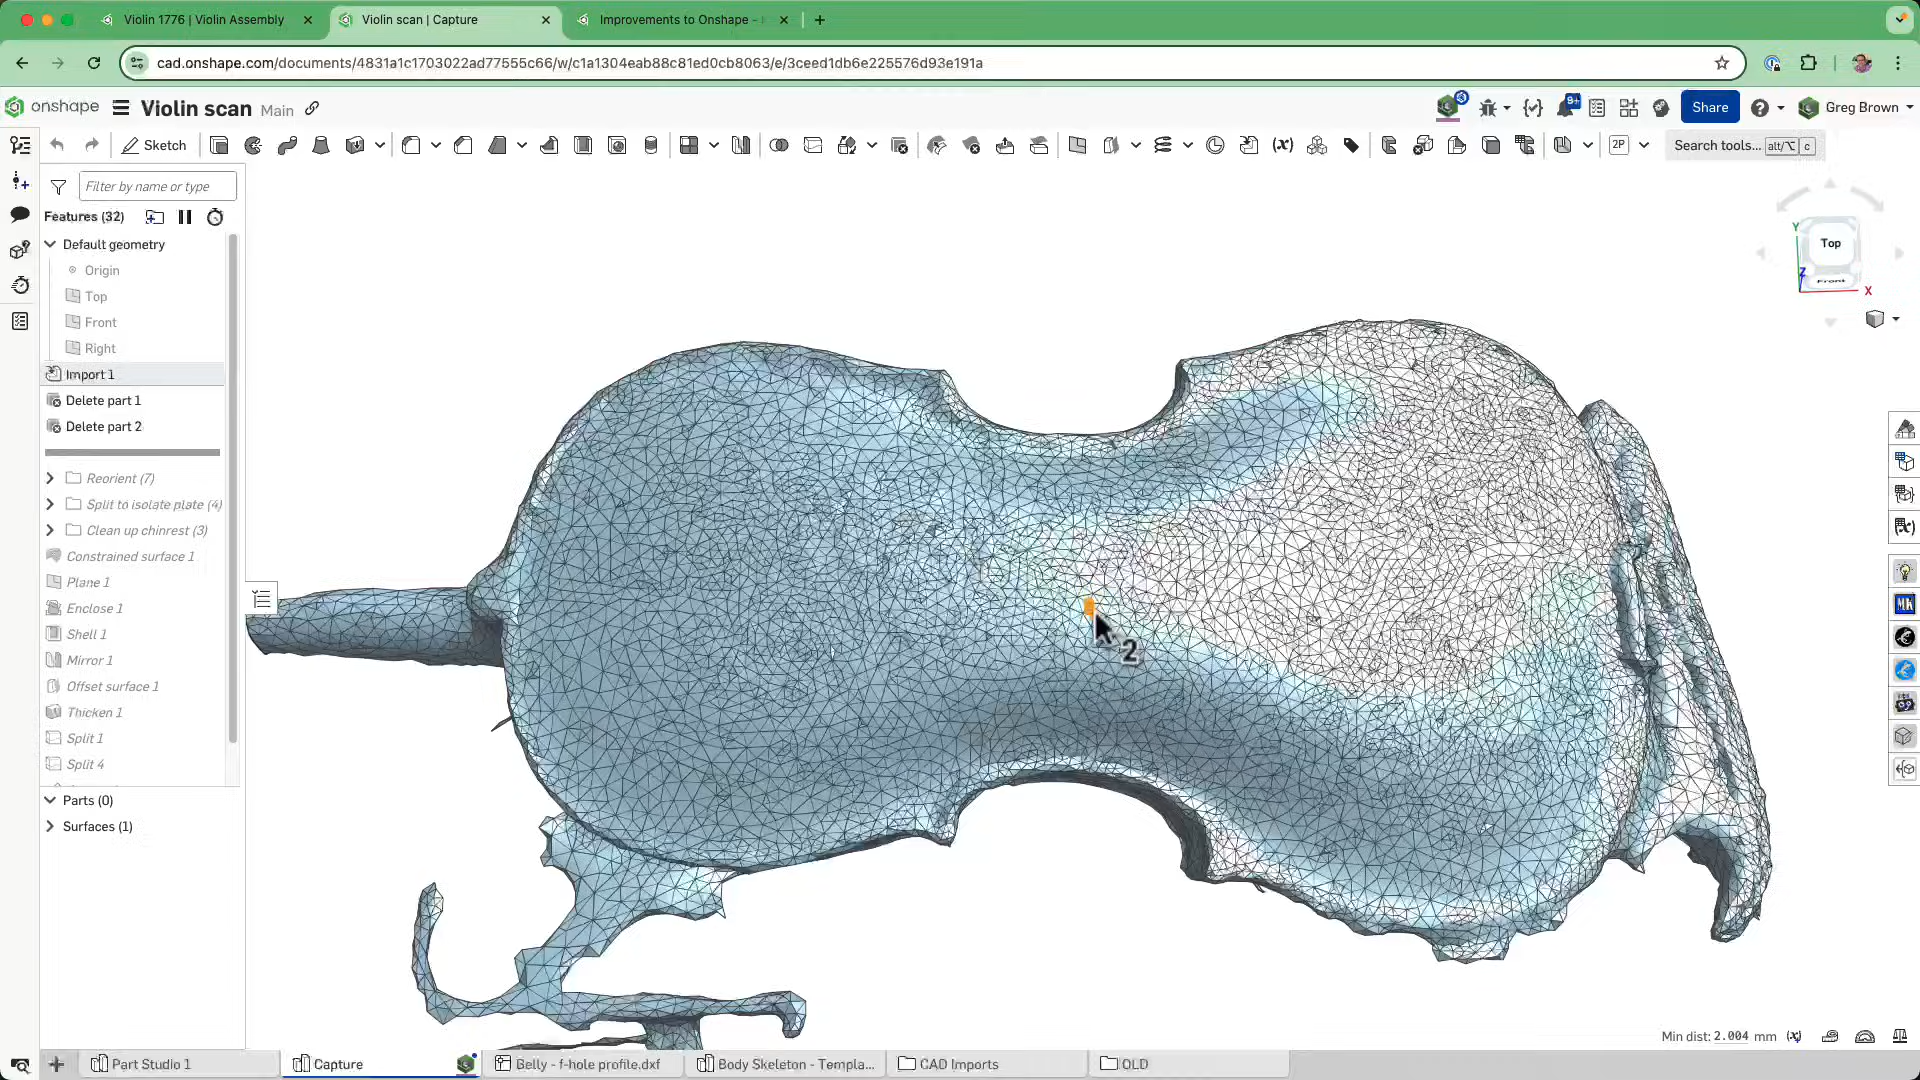 Violin 1776 | Violin Assembly
Violin scan | Capture
Improvements to Onshape -
cad.onshape.com/documents/4831a1c1703022ad77555c66/w/c1a1304eab88c81ed0cb8063/e/3ceed1db6e225576d93e191a
onshape
Violin scan
Main
9+
Share
Greg Brown
Sketch
(x)
2P
Search tools...
alt/⌥
c
Filter by name or type
Features (32)
Default geometry
Origin
Top
Front
Right
Import 1
Delete part 1
Delete part 2
Reorient (7)
Split to isolate plate (4)
Clean up chinrest (3)
Constrained surface 1
Plane 1
Enclose 1
Shell 1
Mirror 1
Offset surface 1
Thicken 1
Split 1
Split 4
Parts (0)
Surfaces (1)
2
Y
Top
Z
Front
X
MK
Min dist: 2.004 mm
Part Studio 1
Capture
Belly - f-hole profile.dxf
Body Skeleton - Templa...
CAD Imports
OLD